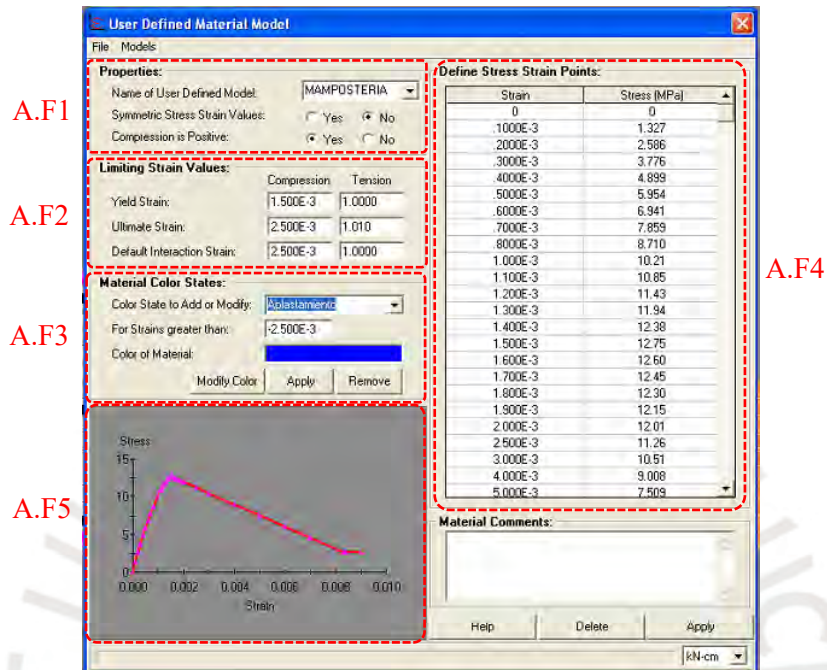 User Defined Material Model
File Models
Properties:
Name of User Defined Model: MAMPOSTERIA
Symmetric Stress Strain Values: Yes No
Compression is Positive: Yes No
A.F1
Limiting Strain Values:
Compression Tension
Yield Strain: 1.500E-3 1.0000
Ultimate Strain: 2.500E-3 1.010
Default Interaction Strain: 2.500E-3 1.0000
A.F2
Material Color States:
Color State to Add or Modify: Aplastamiento
For Strains greater than: -2.500E-3
Color of Material:
Modify Color Apply Remove
A.F3
Stress
15
10
5
0
0.000 0.002 0.004 0.006 0.008 0.010
Strain
A.F5
Define Stress Strain Points:
Strain Stress (MPa)
0 0
.1000E-3 1.327
.2000E-3 2.586
.3000E-3 3.776
.4000E-3 4.899
.5000E-3 5.954
.6000E-3 6.941
.7000E-3 7.859
.8000E-3 8.710
1.000E-3 10.21
1.100E-3 10.85
1.200E-3 11.43
1.300E-3 11.94
1.400E-3 12.38
1.500E-3 12.75
1.600E-3 12.60
1.700E-3 12.45
1.800E-3 12.30
1.900E-3 12.15
2.000E-3 12.01
2.500E-3 11.26
3.000E-3 10.51
4.000E-3 9.008
5.000E-3 7.509
A.F4
Material Comments:
Help Delete Apply
kN-cm